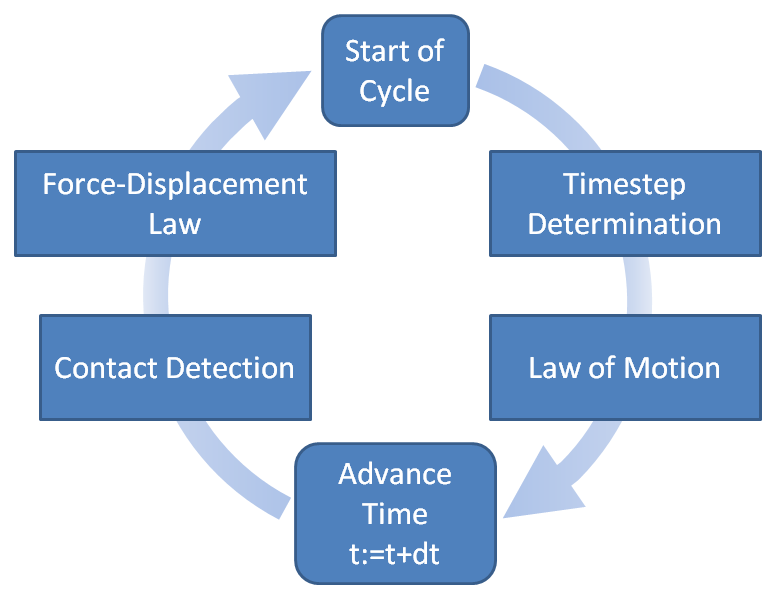 Start of
Cycle
Timestep
Determination
Law of Motion
Advance
Time
t:=t+dt
Contact Detection
Force-Displacement
Law